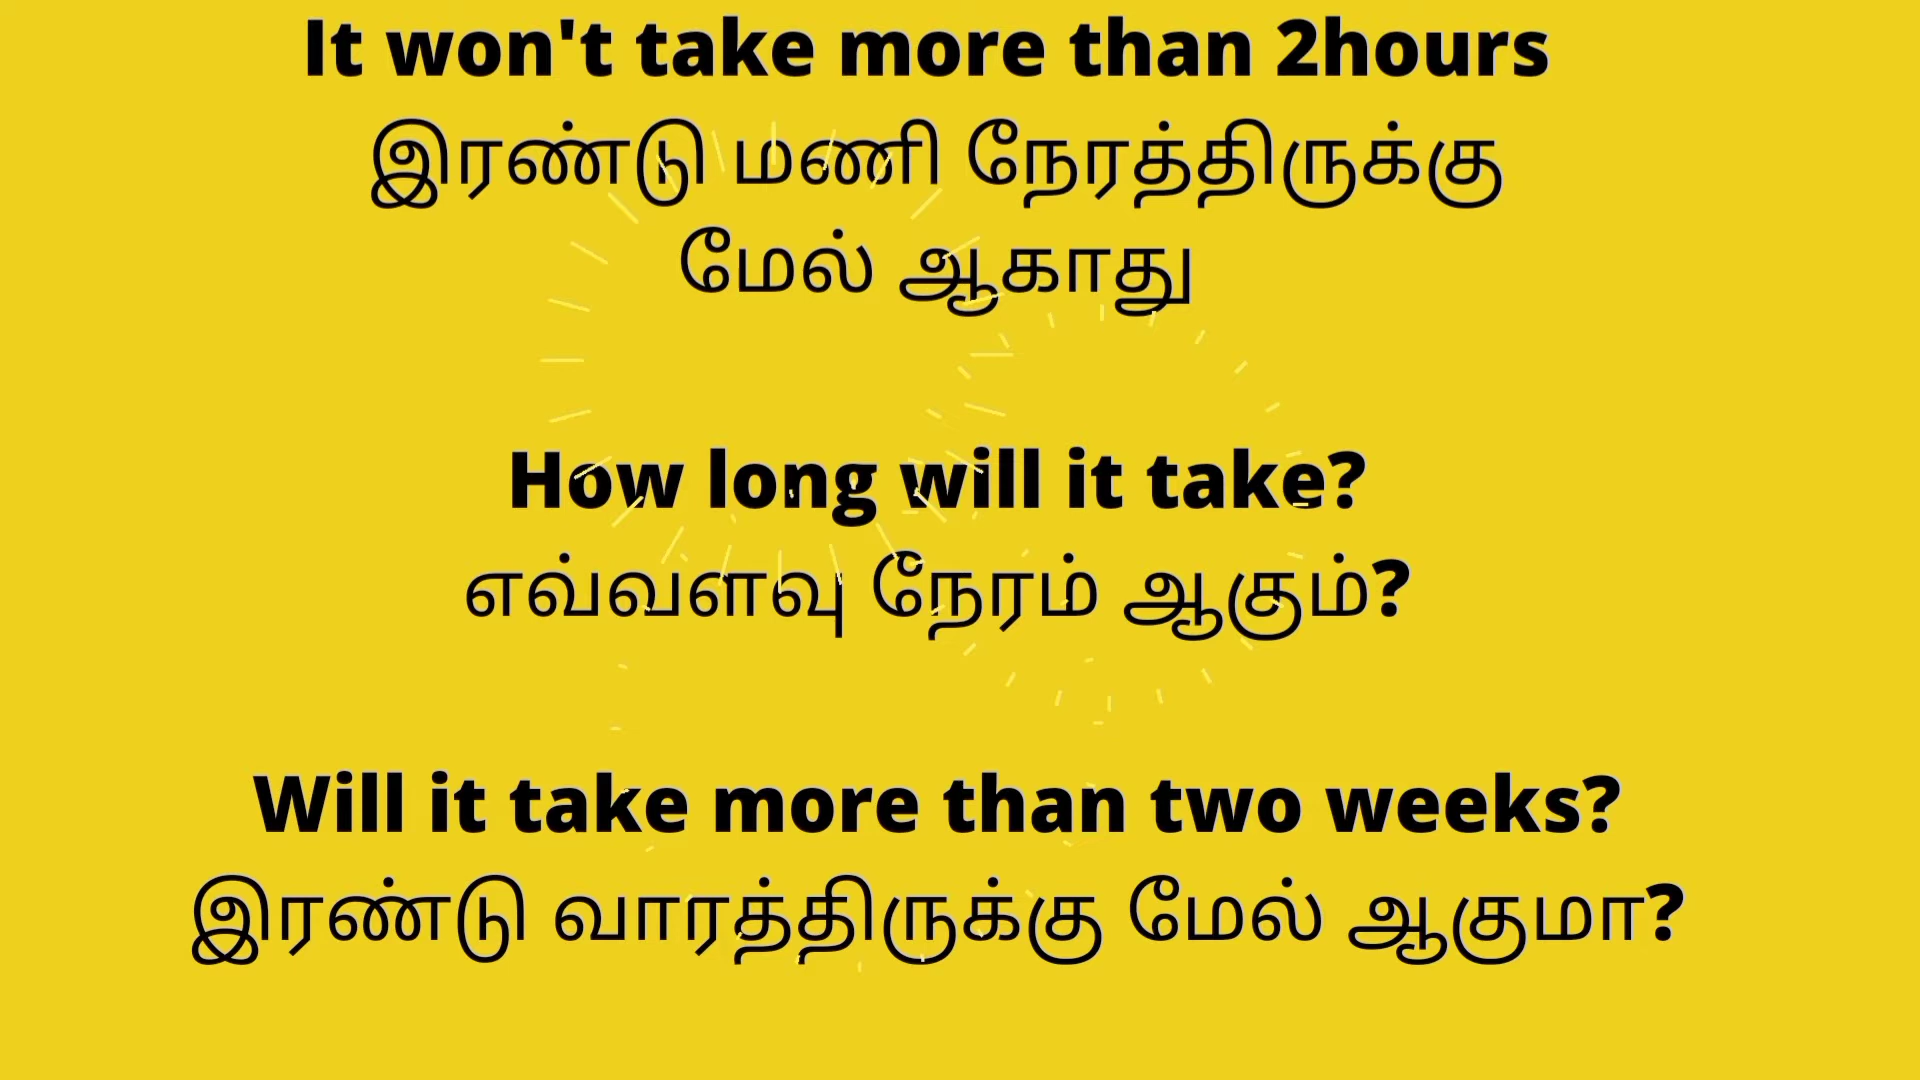 It won't take more than 2hours
இரண்டு மணி நேரத்திருக்கு
மேல் ஆகாது
How long will it take?
எவ்வளவு நேரம் ஆகும்?
Will it take more than two weeks?
இரண்டு வாரத்திருக்கு மேல் ஆகுமா?